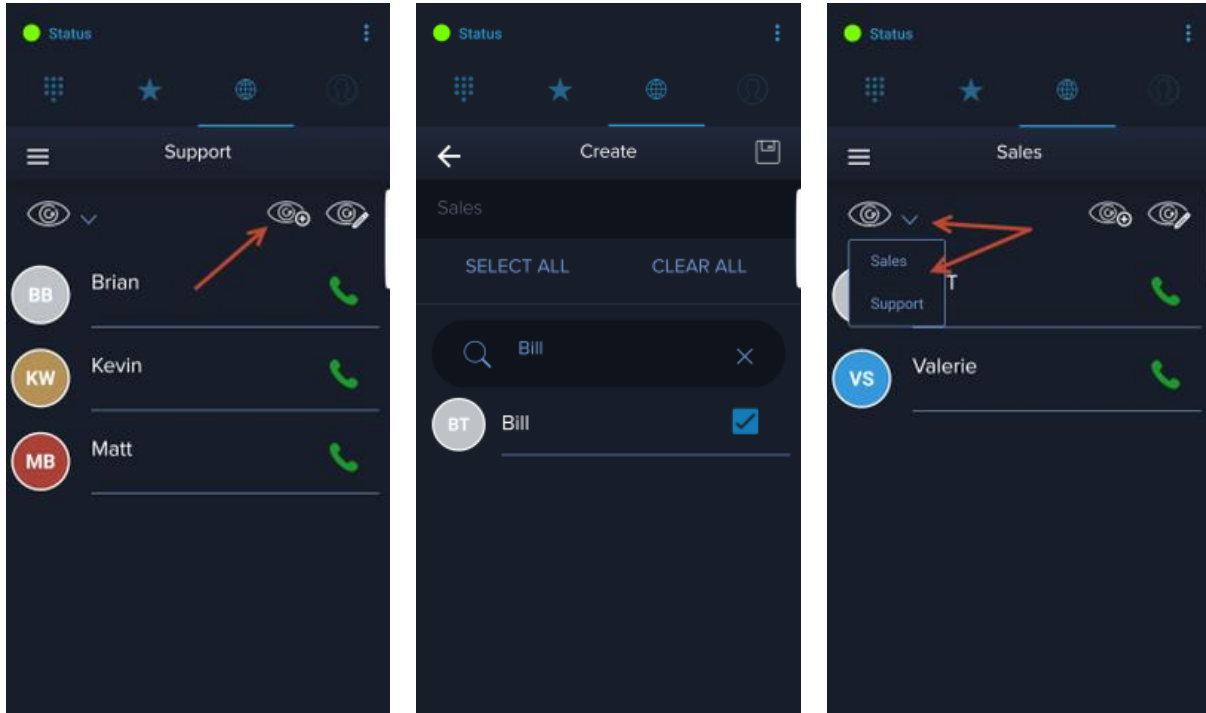 Status
Support
BB
Brian
KW
Kevin
MB
Matt
Status
Create
Sales
SELECT ALL
CLEAR ALL
Bill
BT
Bill
Status
Sales
Sales
T
Support
VS
Valerie